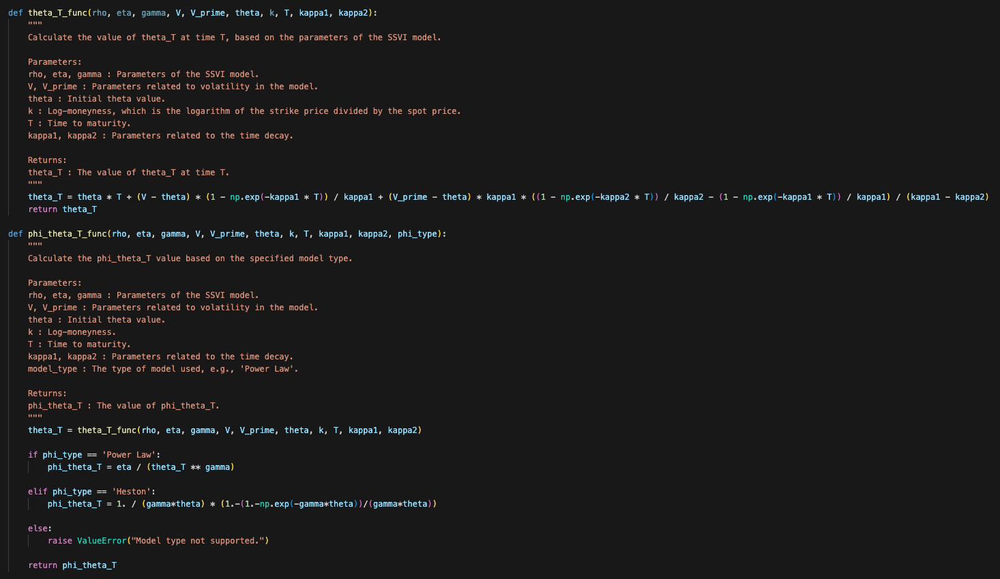 def theta_T_func(rho, eta, gamma, V, V_prime, theta, k, T, kappa1, kappa2):
"""
Calculate the value of theta_T at time T, based on the parameters of the SSVI model.
Parameters:
rho, eta, gamma : Parameters of the SSVI model.
V, V_prime : Parameters related to volatility in the model.
theta : Initial theta value.
k : Log-moneyness, which is the logarithm of the strike price divided by the spot price.
T : Time to maturity.
kappa1, kappa2 : Parameters related to the time decay.
Returns:
theta_T : The value of theta_T at time T.
"""
theta_T = theta * T + (V - theta) * (1 - np.exp(-kappa1 * T)) / kappa1 + (V_prime - theta) * kappa1 * ((1 - np.exp(-kappa2 * T)) / kappa2 - (1 - np.exp(-kappa1 * T)) / kappa1) / (kappa1 - kappa2)
return theta_T
def phi_theta_T_func(rho, eta, gamma, V, V_prime, theta, k, T, kappa1, kappa2, phi_type):
"""
Calculate the phi_theta_T value based on the specified model type.
Parameters:
rho, eta, gamma : Parameters of the SSVI model.
V, V_prime : Parameters related to volatility in the model.
theta : Initial theta value.
k : Log-moneyness.
T : Time to maturity.
kappa1, kappa2 : Parameters related to the time decay.
model_type : The type of model used, e.g., 'Power Law'.
Returns:
phi_theta_T : The value of phi_theta_T.
"""
theta_T = theta_T_func(rho, eta, gamma, V, V_prime, theta, k, T, kappa1, kappa2)
if phi_type == 'Power Law':
phi_theta_T = eta / (theta_T ** gamma)
elif phi_type == 'Heston':
phi_theta_T = 1. / (gamma*theta) * (1.-(1.-np.exp(-gamma*theta))/(gamma*theta))
else:
raise ValueError("Model type not supported.")
return phi_theta_T